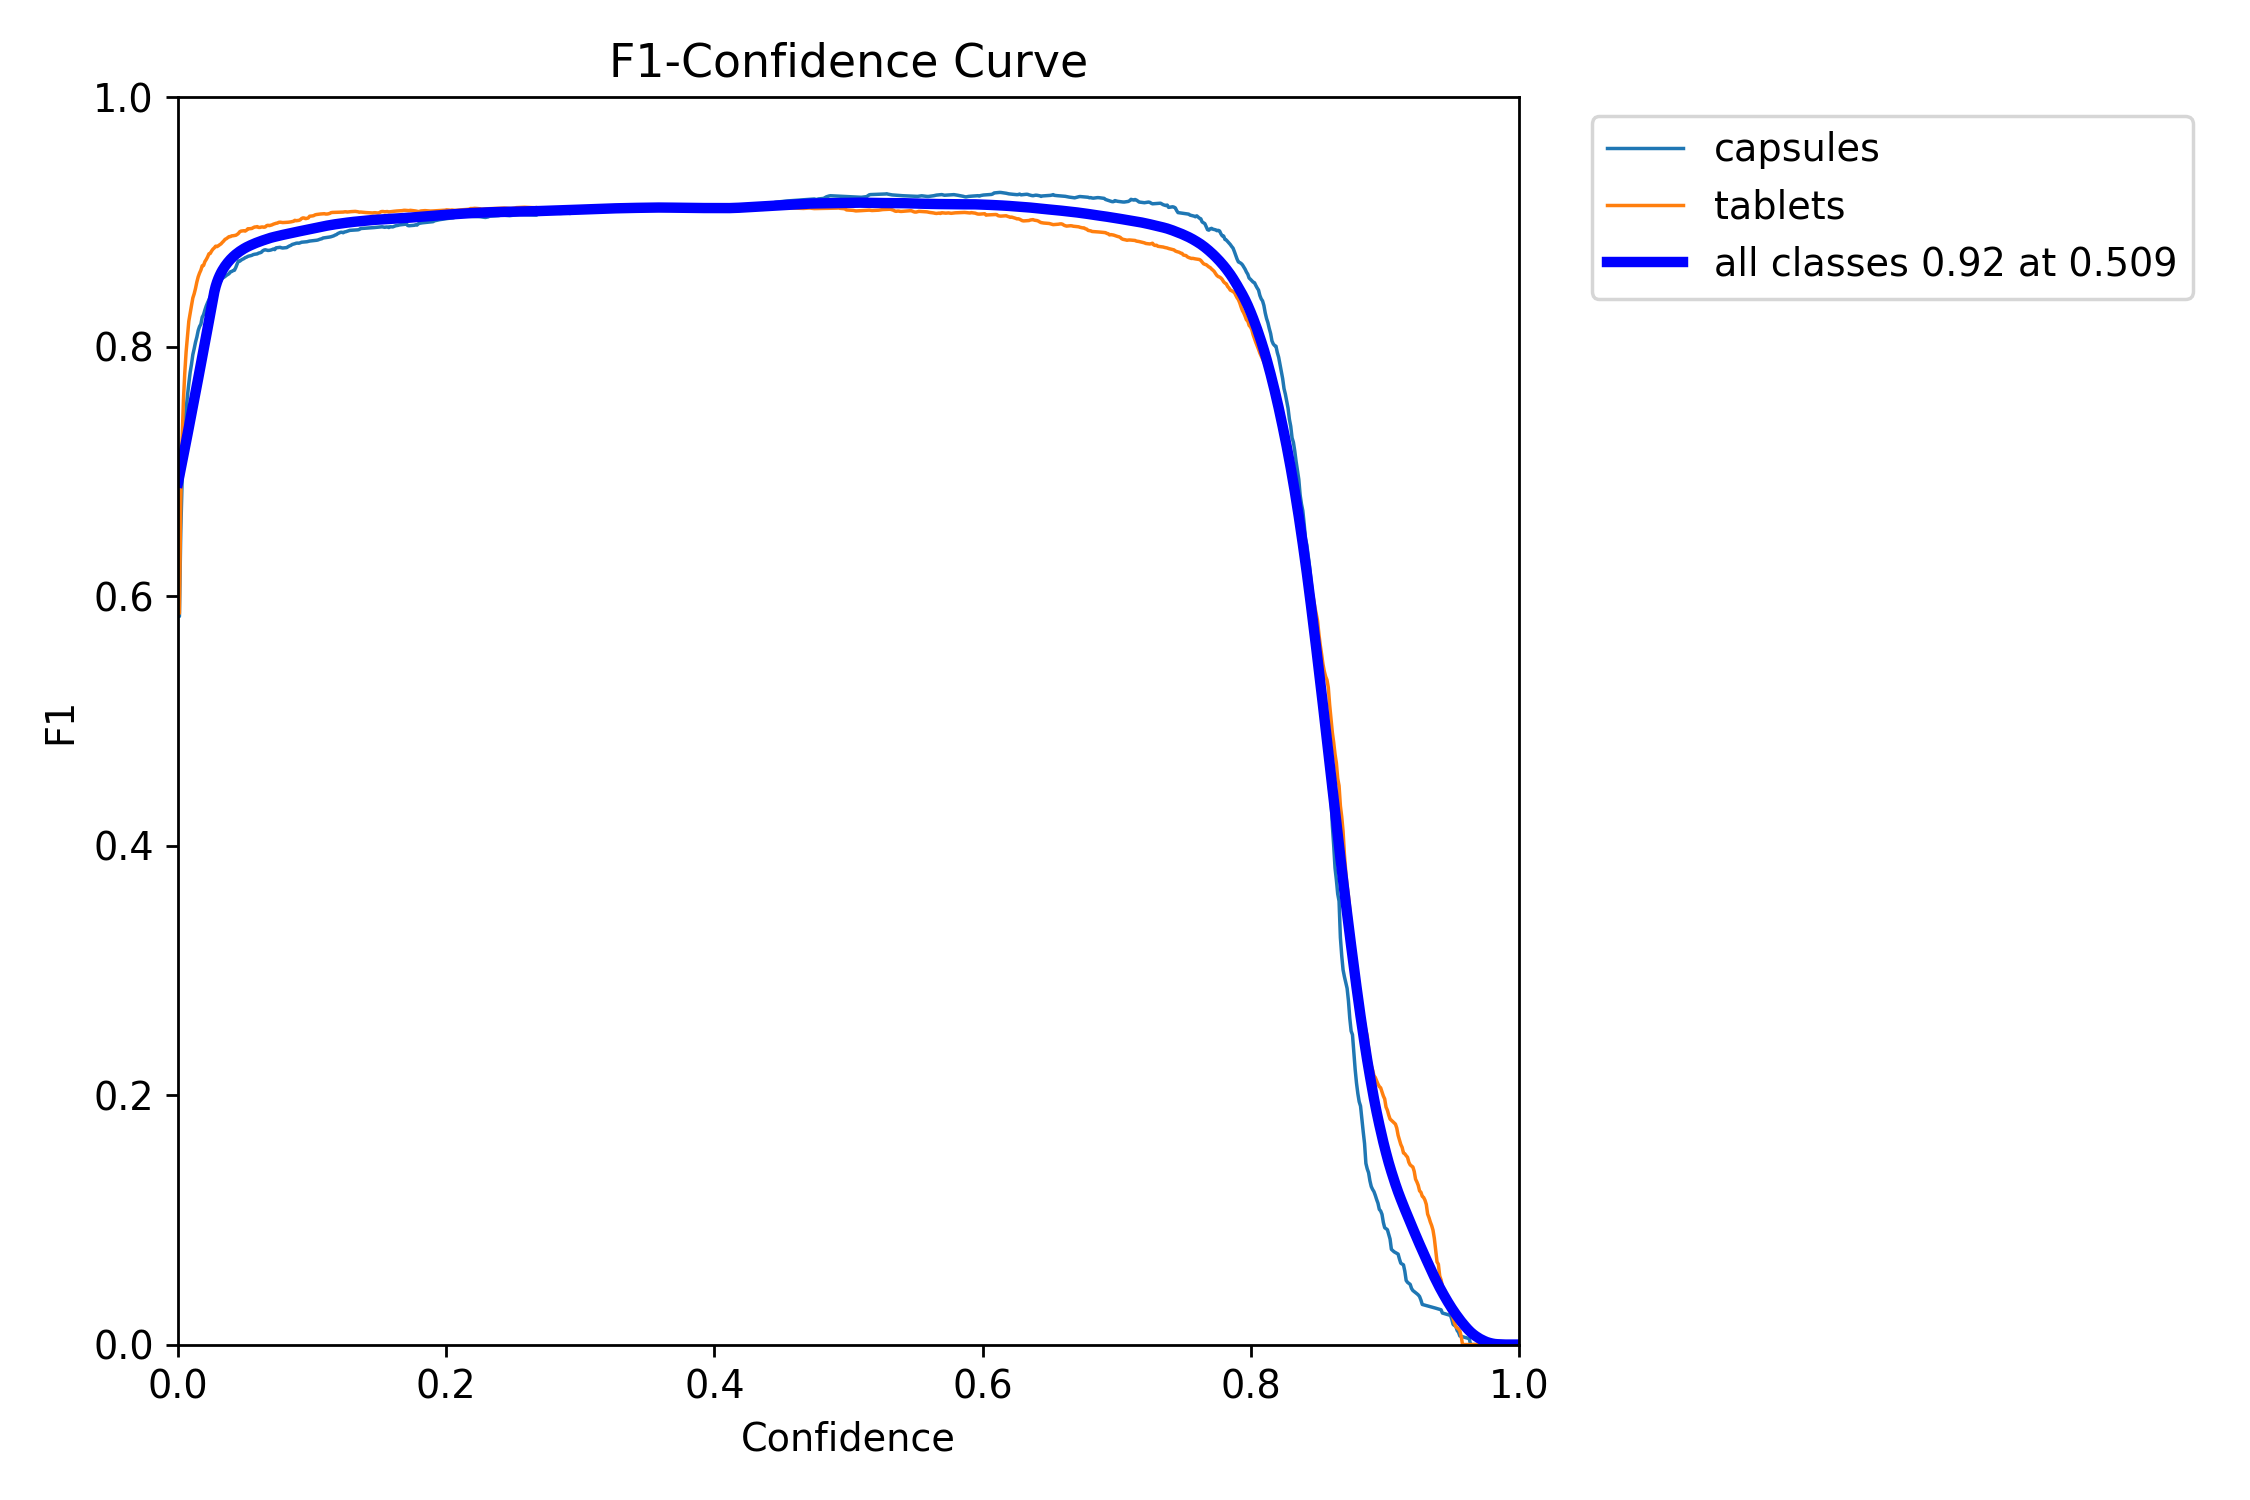 F1-Confidence Curve
1.0
0.8
0.6
0.4
0.2
0.0
F1
0.0 0.2 0.4 0.6 0.8 1.0
Confidence
capsules
tablets
all classes 0.92 at 0.509